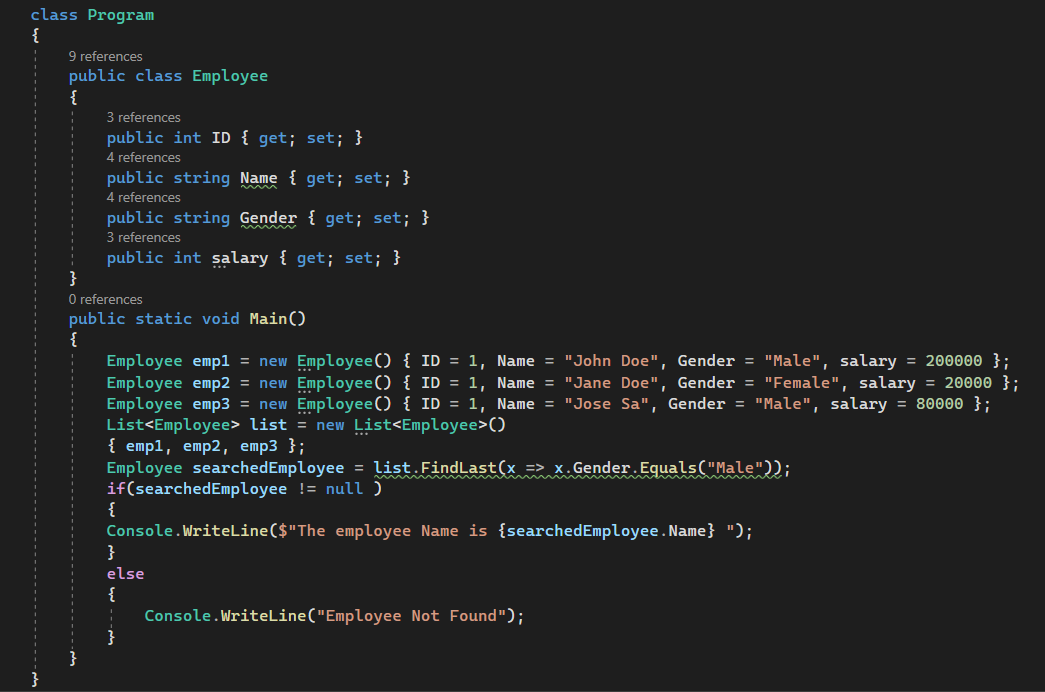 class Program
{
9 references
public class Employee
{
3 references
public int ID { get; set; }
4 references
public string Name { get; set; }
4 references
public string Gender { get; set; }
3 references
public int salary { get; set; }
}
0 references
public static void Main()
{
Employee emp1 = new Employee() { ID = 1, Name = "John Doe", Gender = "Male", salary = 200000 };
Employee emp2 = new Employee() { ID = 1, Name = "Jane Doe", Gender = "Female", salary = 20000 };
Employee emp3 = new Employee() { ID = 1, Name = "Jose Sa", Gender = "Male", salary = 80000 };
List<Employee> list = new List<Employee>()
{ emp1, emp2, emp3 };
Employee searchedEmployee = list.FindLast(x => x.Gender.Equals("Male"));
if(searchedEmployee != null )
{
Console.WriteLine($"The employee Name is {searchedEmployee.Name} ");
}
else
{
Console.WriteLine("Employee Not Found");
}
}
}